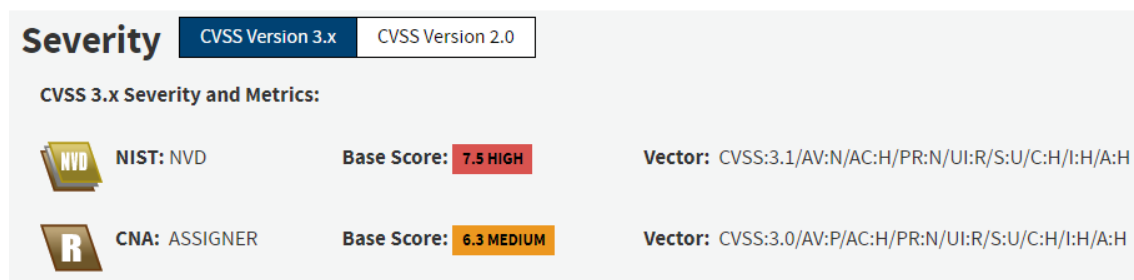 Severity CVSS Version 3.x CVSS Version 2.0
CVSS 3.x Severity and Metrics:
NVD NIST: NVD Base Score: 7.5 HIGH Vector: CVSS:3.1/AV:N/AC:H/PR:N/UI:R/S:U/C:H/I:H/A:H
R CNA: ASSIGNER Base Score: 6.3 MEDIUM Vector: CVSS:3.0/AV:P/AC:H/PR:N/UI:R/S:U/C:H/I:H/A:H